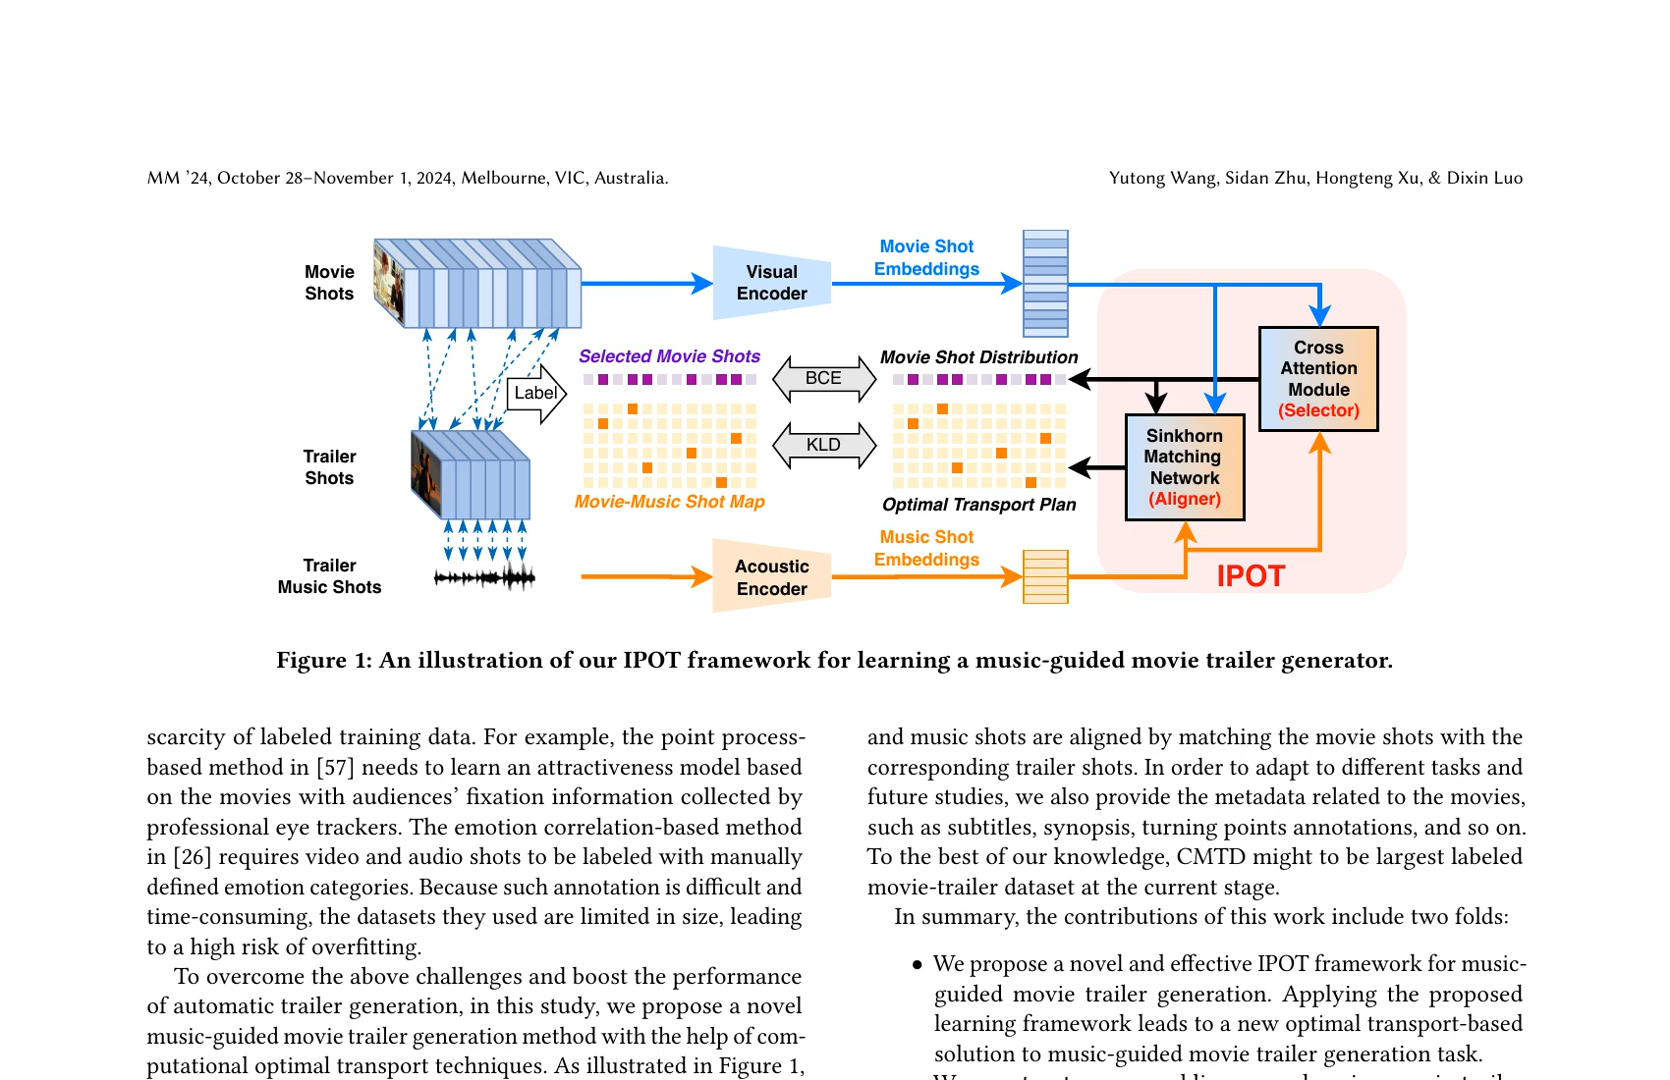 MM ’24, October 28–November 1, 2024, Melbourne, VIC, Australia.
Yutong Wang, Sidan Zhu, Hongteng Xu, & Dixin Luo
Movie
Shots
Visual
Encoder
Movie Shot
Embeddings
Selected Movie Shots
BCE
Movie Shot Distribution
Cross
Attention
Module
(Selector)
Label
Trailer
Shots
KLD
Sinkhorn
Matching
Network
(Aligner)
Movie-Music Shot Map
Optimal Transport Plan
Trailer
Music Shots
Acoustic
Encoder
Music Shot
Embeddings
IPOT
Figure 1: An illustration of our IPOT framework for learning a music-guided movie trailer generator.
scarcity of labeled training data. For example, the point process-
based method in [57] needs to learn an attractiveness model based
on the movies with audiences’ fixation information collected by
professional eye trackers. The emotion correlation-based method
in [26] requires video and audio shots to be labeled with manually
defined emotion categories. Because such annotation is difficult and
time-consuming, the datasets they used are limited in size, leading
to a high risk of overfitting.
To overcome the above challenges and boost the performance
of automatic trailer generation, in this study, we propose a novel
music-guided movie trailer generation method with the help of com-
putational optimal transport techniques. As illustrated in Figure 1,
and music shots are aligned by matching the movie shots with the
corresponding trailer shots. In order to adapt to different tasks and
future studies, we also provide the metadata related to the movies,
such as subtitles, synopsis, turning points annotations, and so on.
To the best of our knowledge, CMTD might to be largest labeled
movie-trailer dataset at the current stage.
In summary, the contributions of this work include two folds:
• We propose a novel and effective IPOT framework for music-
guided movie trailer generation. Applying the proposed
learning framework leads to a new optimal transport-based
solution to music-guided movie trailer generation task.